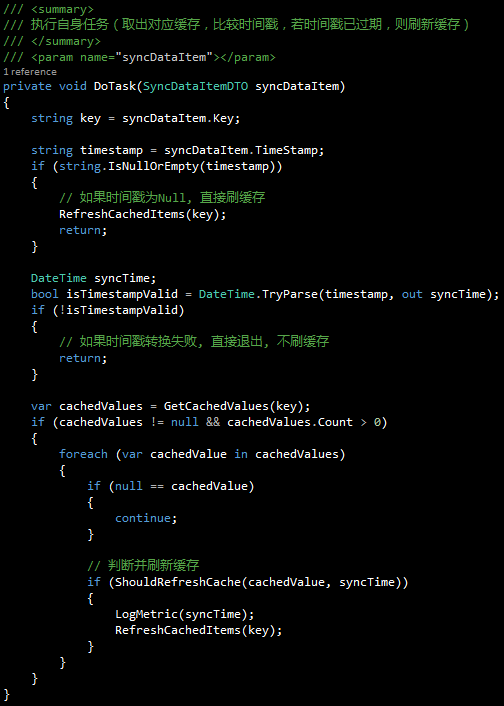 /// <summary>
/// 执行自身任务（取出对应缓存，比较时间戳，若时间戳已过期，则刷新缓存）
/// </summary>
/// <param name="syncDataItem"></param>
1 reference
private void DoTask(SyncDataItemDTO syncDataItem)
{
    string key = syncDataItem.Key;

    string timestamp = syncDataItem.TimeStamp;
    if (string.IsNullOrEmpty(timestamp))
    {
        // 如果时间戳为Null, 直接刷缓存
        RefreshCachedItems(key);
        return;
    }

    DateTime syncTime;
    bool isTimestampValid = DateTime.TryParse(timestamp, out syncTime);
    if (!isTimestampValid)
    {
        // 如果时间戳转换失败, 直接退出, 不刷缓存
        return;
    }

    var cachedValues = GetCachedValues(key);
    if (cachedValues != null && cachedValues.Count > 0)
    {
        foreach (var cachedValue in cachedValues)
        {
            if (null == cachedValue)
            {
                continue;
            }

            // 判断并刷新缓存
            if (ShouldRefreshCache(cachedValue, syncTime))
            {
                LogMetric(syncTime);
                RefreshCachedItems(key);
            }
        }
    }
}